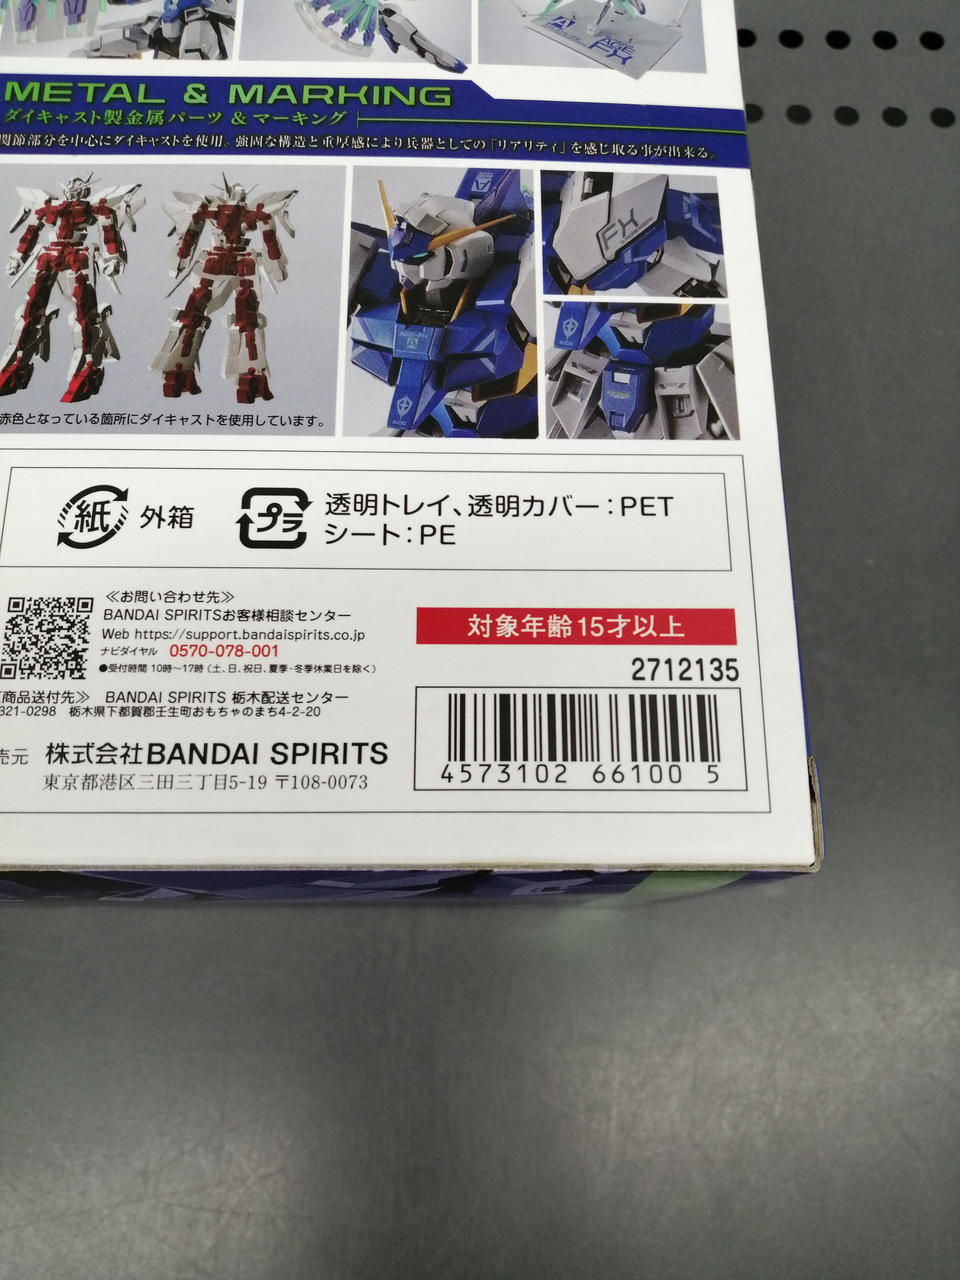 AGE
FX
METAL & MARKING
ダイキャスト製金属パーツ & マーキング
関節部分を中心にダイキャストを使用。強固な構造と重厚感により兵器としての「リアリティ」を感じ取る事が出来る。
FX
AGE-FX
赤色となっている箇所にダイキャストを使用しています。
紙 外箱
プラ 透明トレイ、透明カバー:PET
シート:PE
≪お問い合わせ先≫
BANDAI SPIRITSお客様相談センター
Web https://support.bandaispirits.co.jp
ナビダイヤル 0570-078-001
●受付時間 10時〜17時(土、日、祝日、夏季・冬季休業日を除く)
商品送付先≫ BANDAI SPIRITS 栃木配送センター
321-0298 栃木県下都賀郡壬生町おもちゃのまち4-2-20
売元 株式会社BANDAI SPIRITS
東京都港区三田三丁目5-19 〒108-0073
対象年齢15才以上
2712135
4573102 66100 5